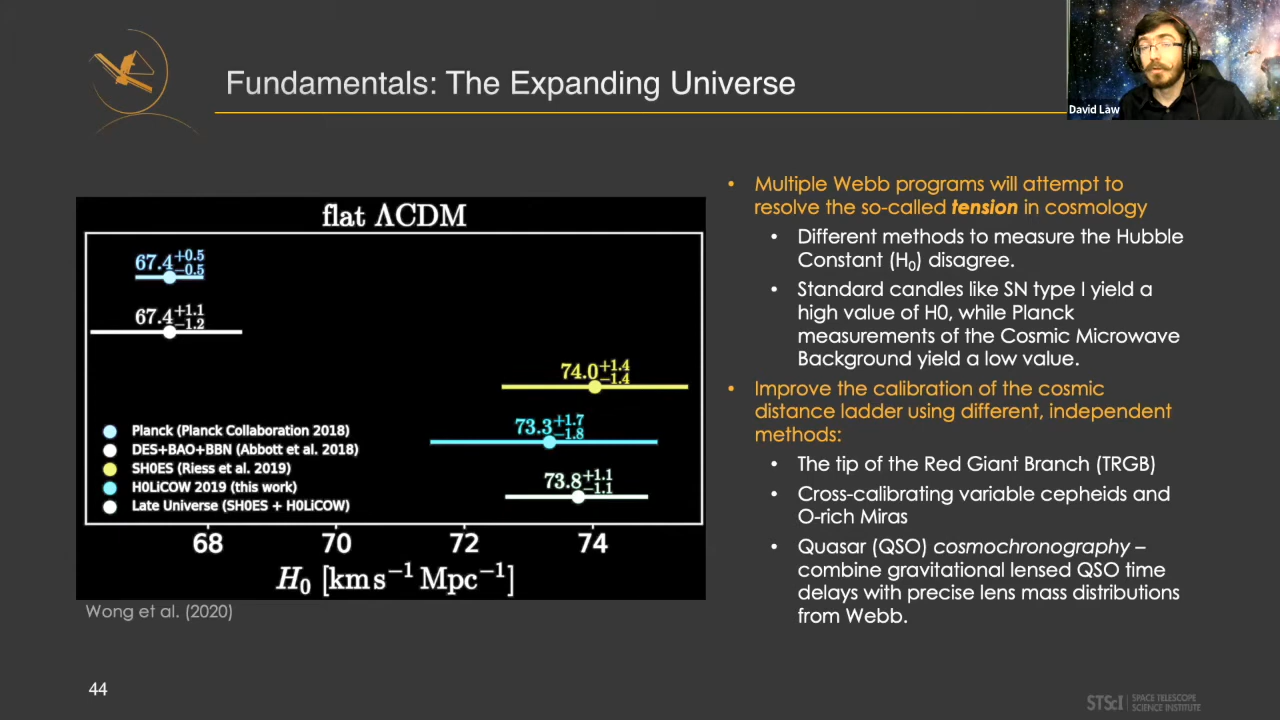 Fundamentals: The Expanding Universe
David Law
flat ΛCDM
67.4+0.5−0.5
67.4+1.1−1.2
74.0+1.4−1.4
73.3+1.7−1.8
73.8+1.1−1.1
Planck (Planck Collaboration 2018)
DES+BAO+BBN (Abbott et al. 2018)
SH0ES (Riess et al. 2019)
H0LiCOW 2019 (this work)
Late Universe (SH0ES + H0LiCOW)
68 70 72 74
H₀ [km s⁻¹ Mpc⁻¹]
Wong et al. (2020)
• Multiple Webb programs will attempt to
resolve the so-called tension in cosmology
• Different methods to measure the Hubble
Constant (H₀) disagree.
• Standard candles like SN type I yield a
high value of H0, while Planck
measurements of the Cosmic Microwave
Background yield a low value.
• Improve the calibration of the cosmic
distance ladder using different, independent
methods:
• The tip of the Red Giant Branch (TRGB)
• Cross-calibrating variable cepheids and
O-rich Miras
• Quasar (QSO) cosmochronography –
combine gravitational lensed QSO time
delays with precise lens mass distributions
from Webb.
44
STScI | SPACE TELESCOPE
SCIENCE INSTITUTE